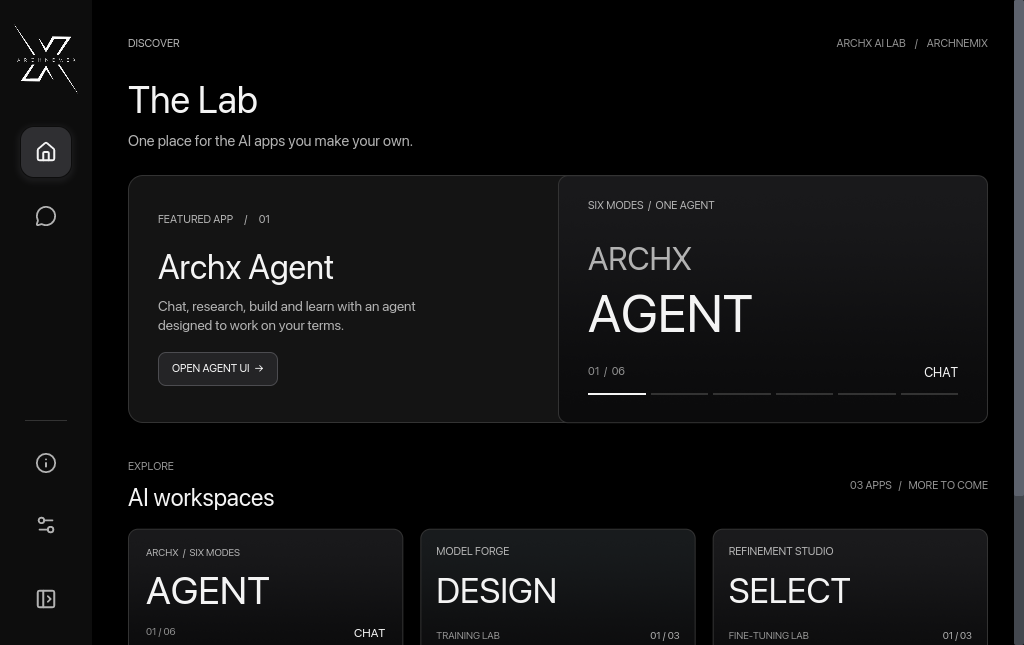 ARCHNEMIX
DISCOVER
ARCHX AI LAB / ARCHNEMIX
The Lab
One place for the AI apps you make your own.
FEATURED APP / 01
Archx Agent
Chat, research, build and learn with an agent
designed to work on your terms.
OPEN AGENT UI →
SIX MODES / ONE AGENT
ARCHX
AGENT
01 / 06
CHAT
EXPLORE
AI workspaces
03 APPS / MORE TO COME
ARCHX / SIX MODES
AGENT
01 / 06
CHAT
MODEL FORGE
DESIGN
TRAINING LAB
01 / 03
REFINEMENT STUDIO
SELECT
FINE-TUNING LAB
01 / 03